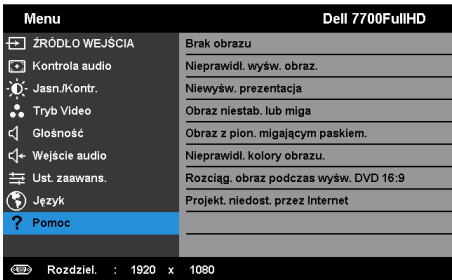 Menu
Dell 7700FullHD
ŹRÓDŁO WEJŚCIA
Kontrola audio
Jasn./Kontr.
Tryb Video
Głośność
Wejście audio
Ust. zaawans.
Język
Pomoc
Brak obrazu
Nieprawidł. wyśw. obraz.
Niewyśw. prezentacja
Obraz niestab. lub miga
Obraz z pion. migającym paskiem.
Nieprawidł. kolory obrazu.
Rozciąg. obraz podczas wyśw. DVD 16:9
Projekt. niedost. przez Internet
Rozdziel. : 1920 x 1080